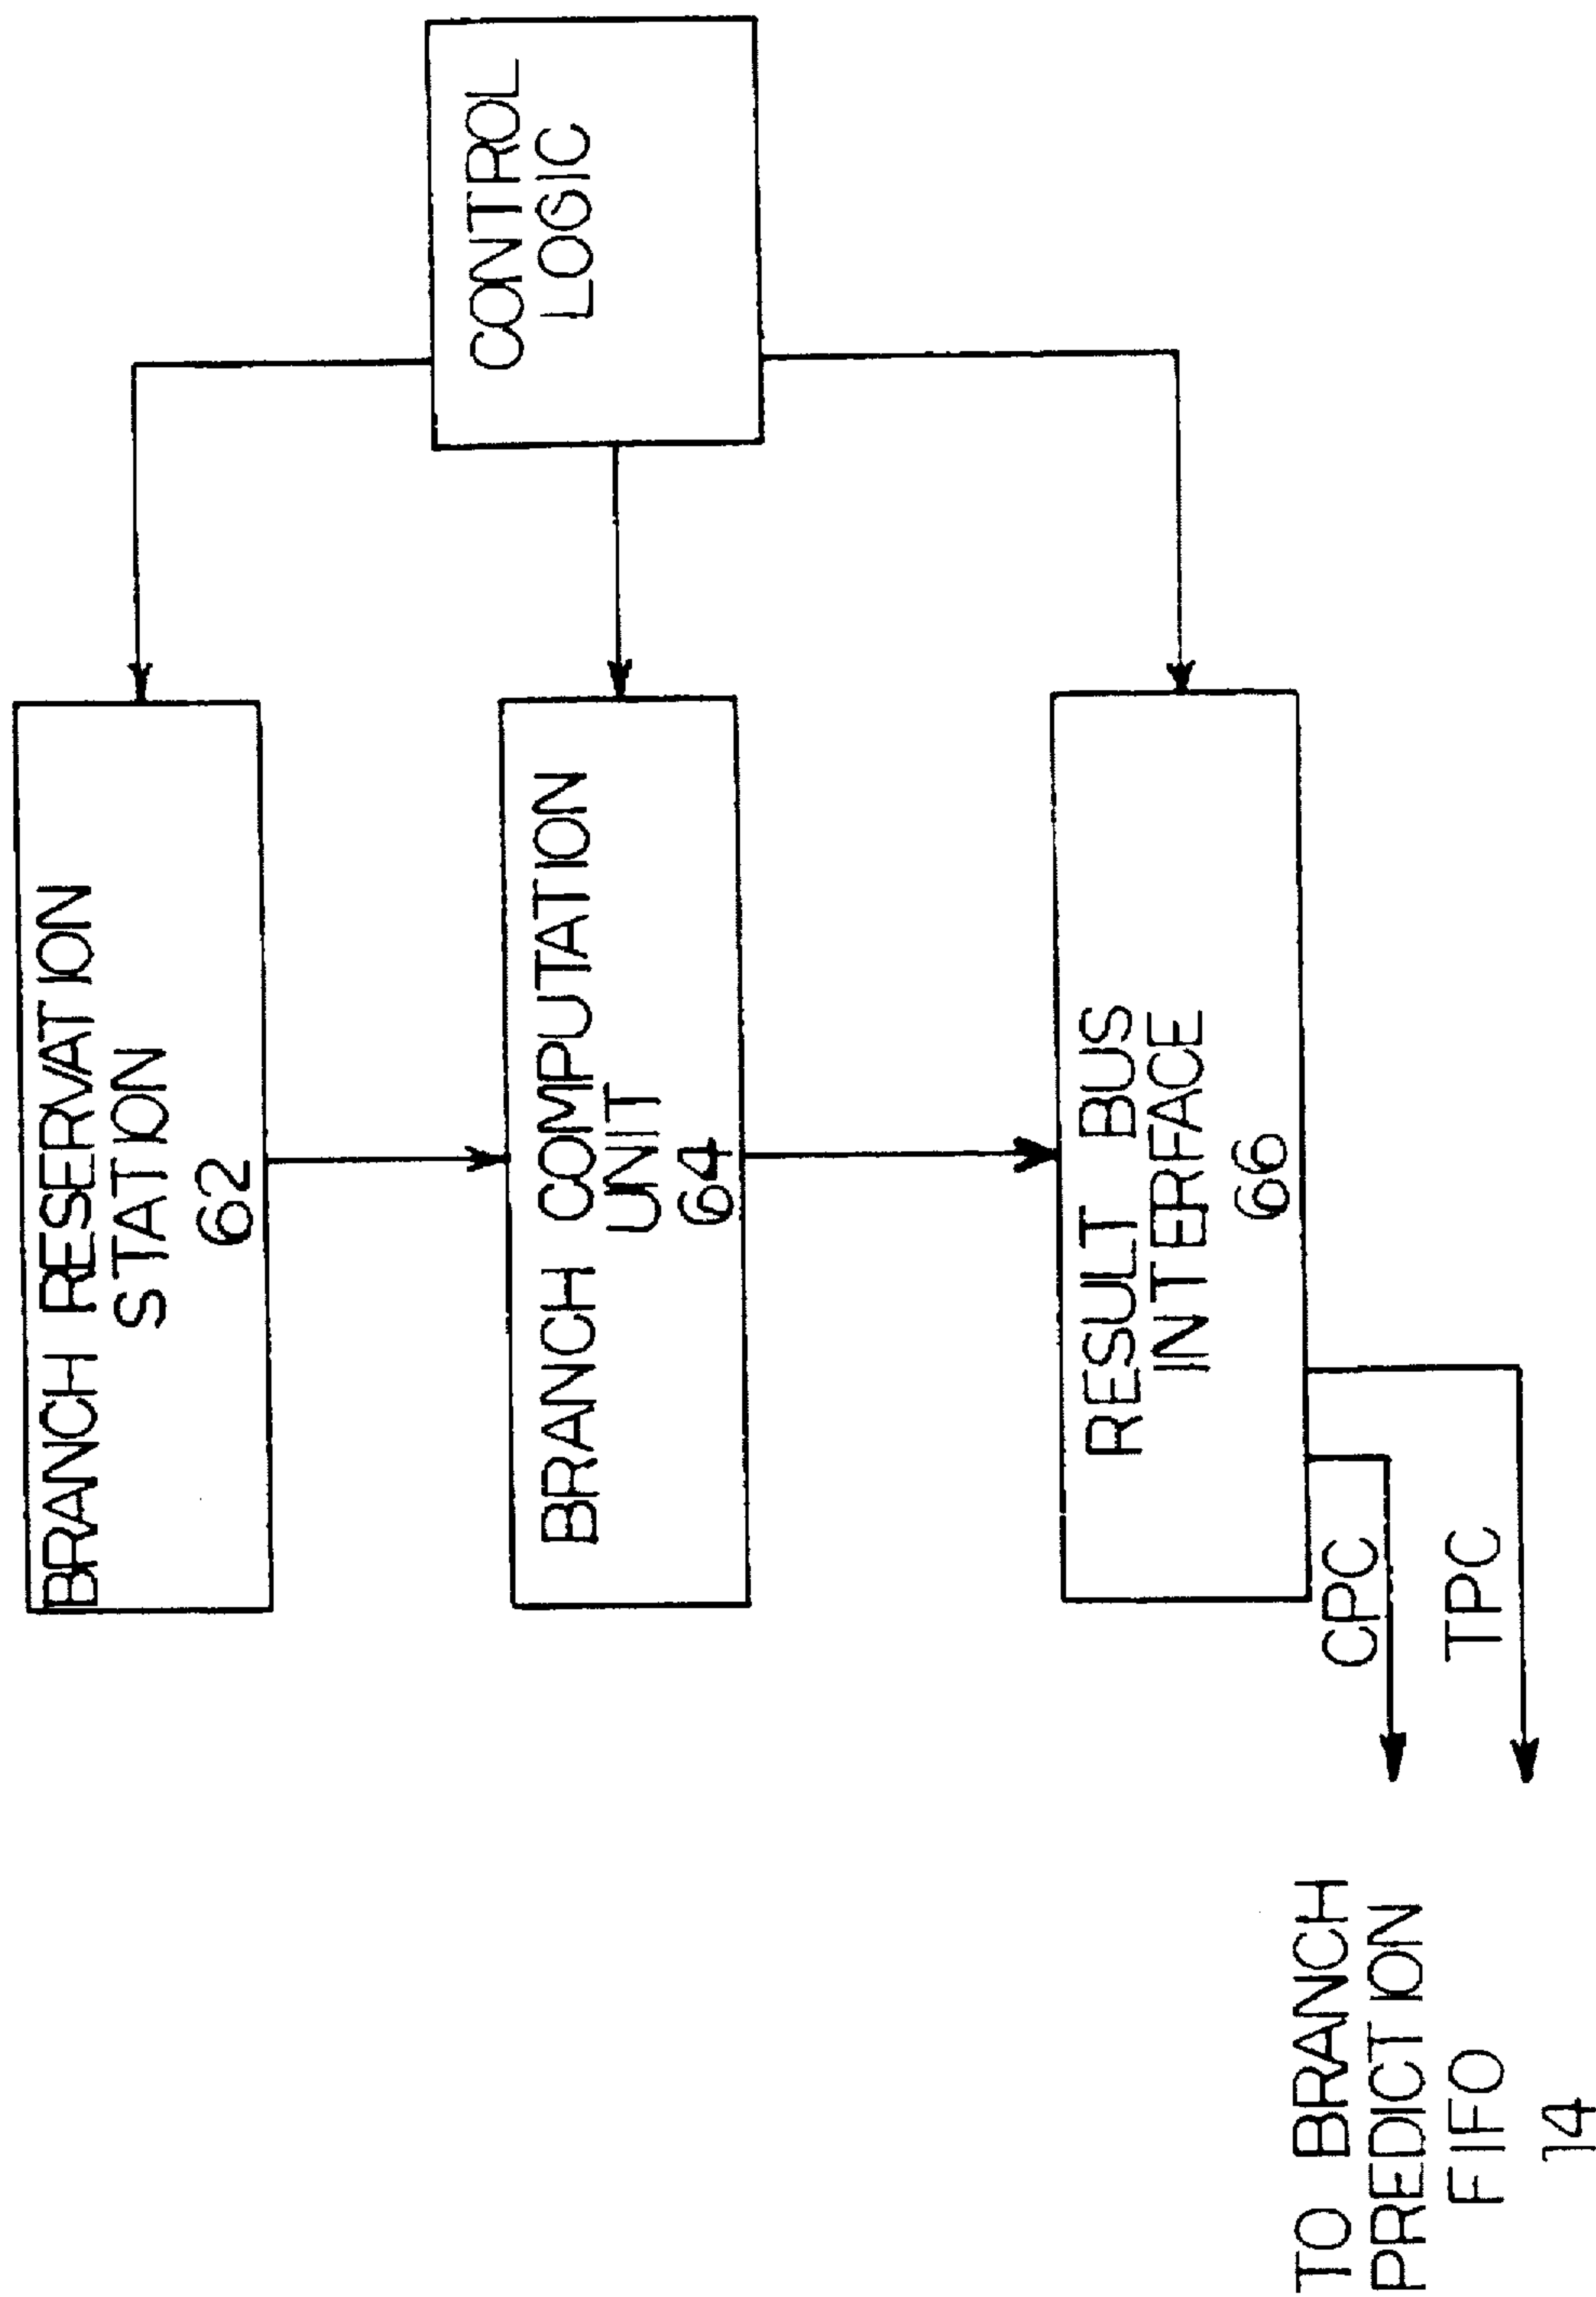 BRANCH RESERVATION
STATION
62
CONTROL
LOGIC
BRANCH COMPUTATION
UNIT
64
RESULT BUS
INTERFACE
66
CPC
TPC
TO BRANCH
PREDICTION
FIFO
14